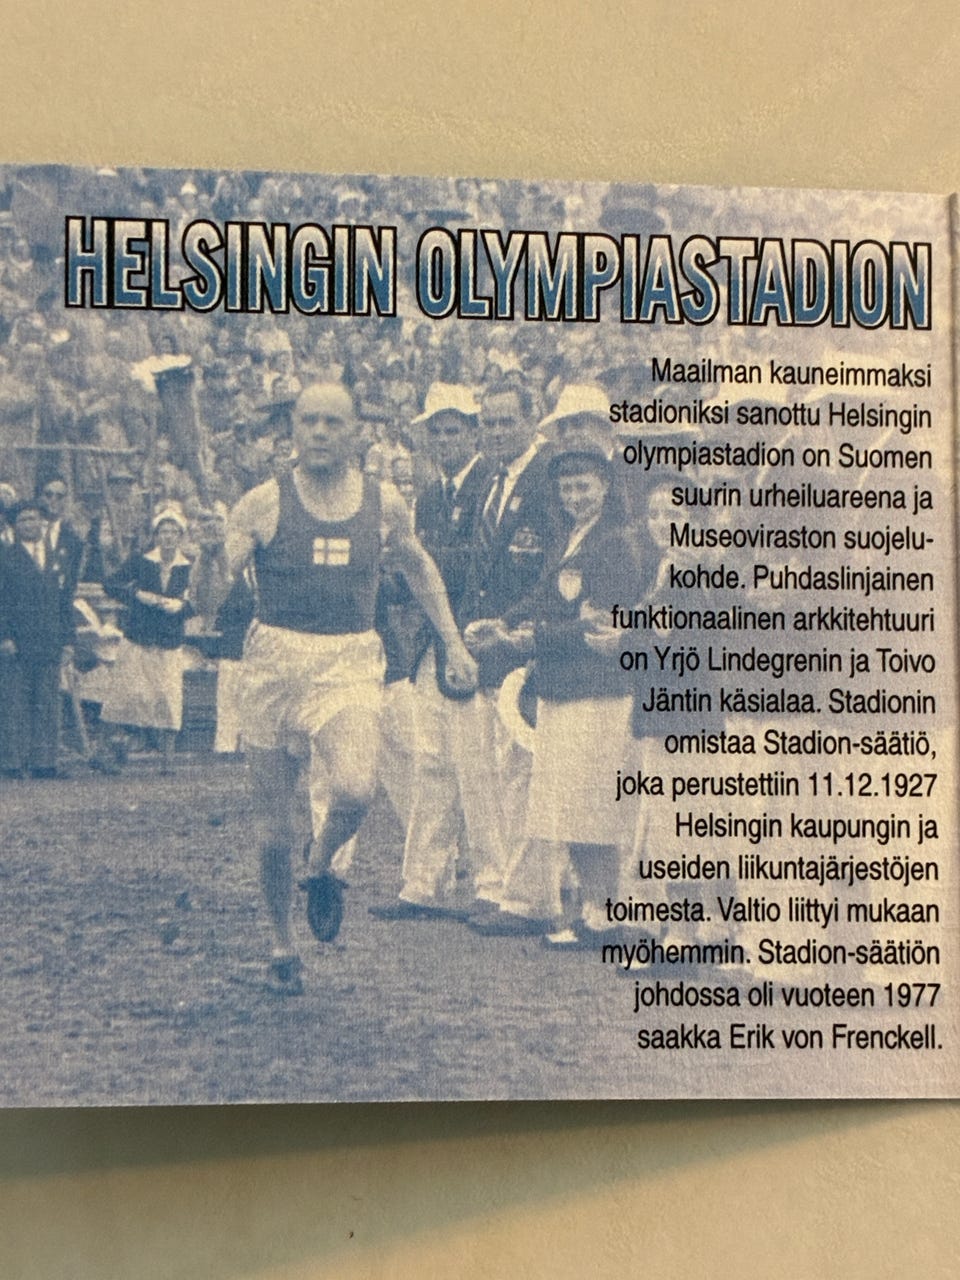 HELSINGIN OLYMPIASTADION
Maailman kauneimmaksi
stadioniksi sanottu Helsingin
olympiastadion on Suomen
suurin urheiluareena ja
Museoviraston suojelu-
kohde. Puhdaslinjainen
funktionaalinen arkkitehtuuri
on Yrjö Lindegrenin ja Toivo
Jäntin käsialaa. Stadionin
omistaa Stadion-säätiö,
joka perustettiin 11.12.1927
Helsingin kaupungin ja
useiden liikuntajärjestöjen
toimesta. Valtio liittyi mukaan
myöhemmin. Stadion-säätiön
johdossa oli vuoteen 1977
saakka Erik von Frenckell.